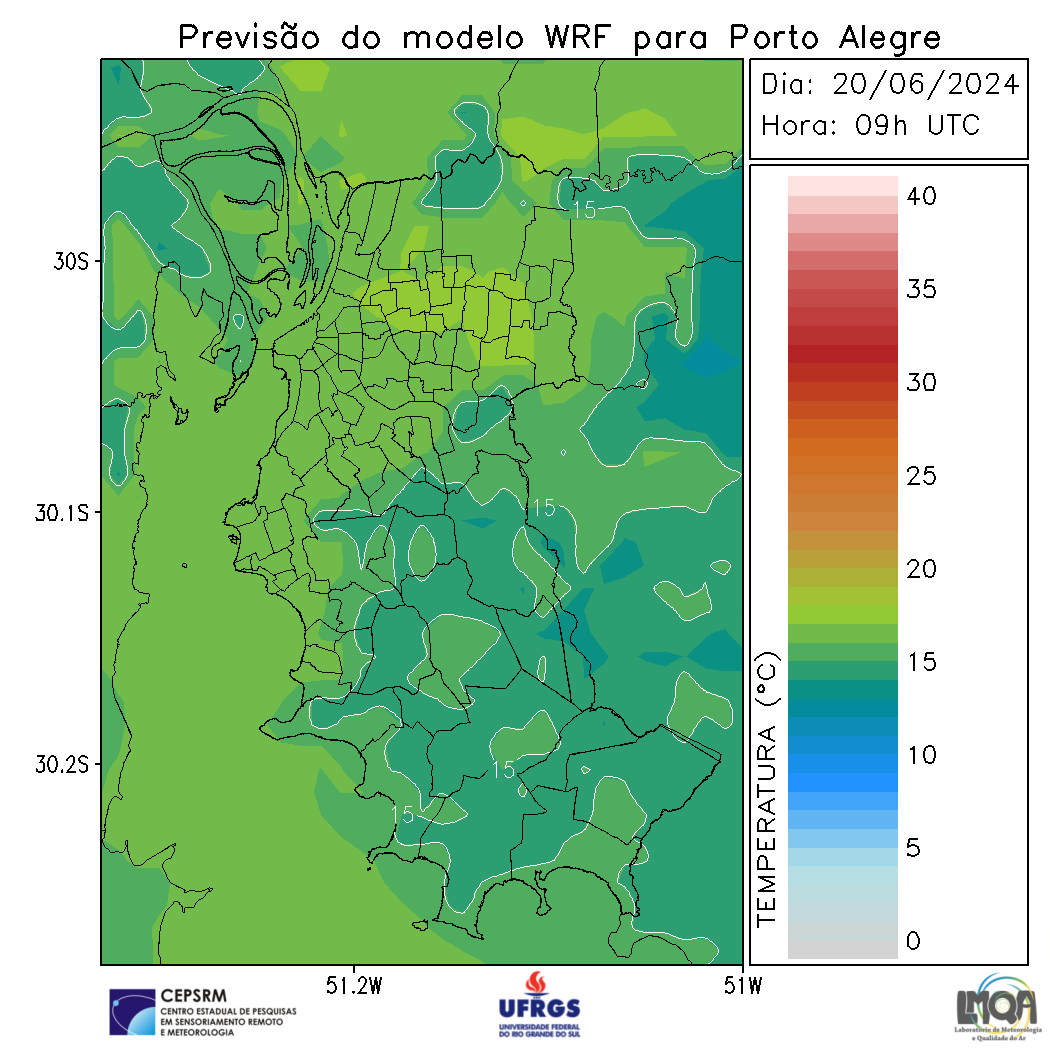 Previsão do modelo WRF para Porto Alegre
Dia: 20/06/2024
Hora: 09h UTC
40
35
30
25
20
15
10
5
0
TEMPERATURA (°C)
30S
30.1S
30.2S
51.2W
51W
15
15
15
15
CEPSRM
CENTRO ESTADUAL DE PESQUISAS
EM SENSORIAMENTO REMOTO
E METEOROLOGIA
UFRGS
UNIVERSIDADE FEDERAL
DO RIO GRANDE DO SUL
LMQA
Laboratório de Meteorologia
e Qualidade do Ar